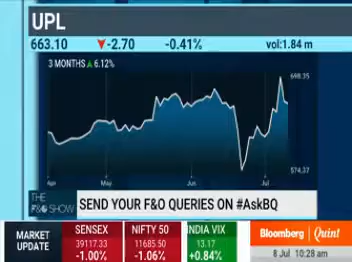 UPL
663.10 ▼-2.70 -0.41% vol:1.84 m
3 MONTHS ▲ 6.12%
698.35
574.37
Apr May Jun Jul
THE F&O SHOW
SEND YOUR F&O QUERIES ON #AskBQ
MARKET UPDATE
SENSEX
39117.33
-1.00%
NIFTY 50
11685.50
-1.06%
INDIA VIX
13.17
+0.84%
Bloomberg | Quint
8 Jul 10:28 am